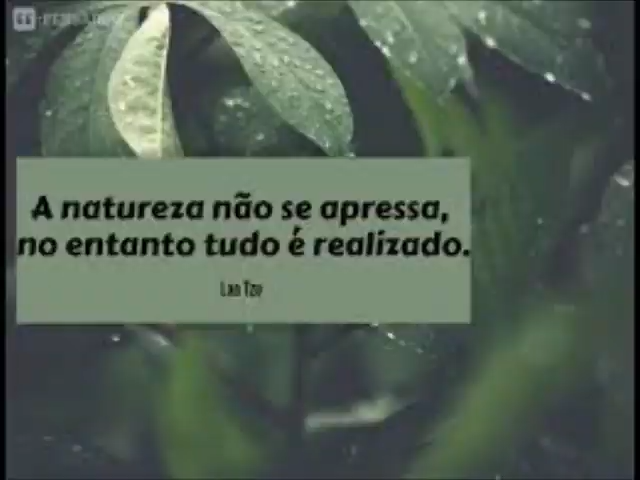 A natureza não se apressa,
no entanto tudo é realizado.
Lao Tzu